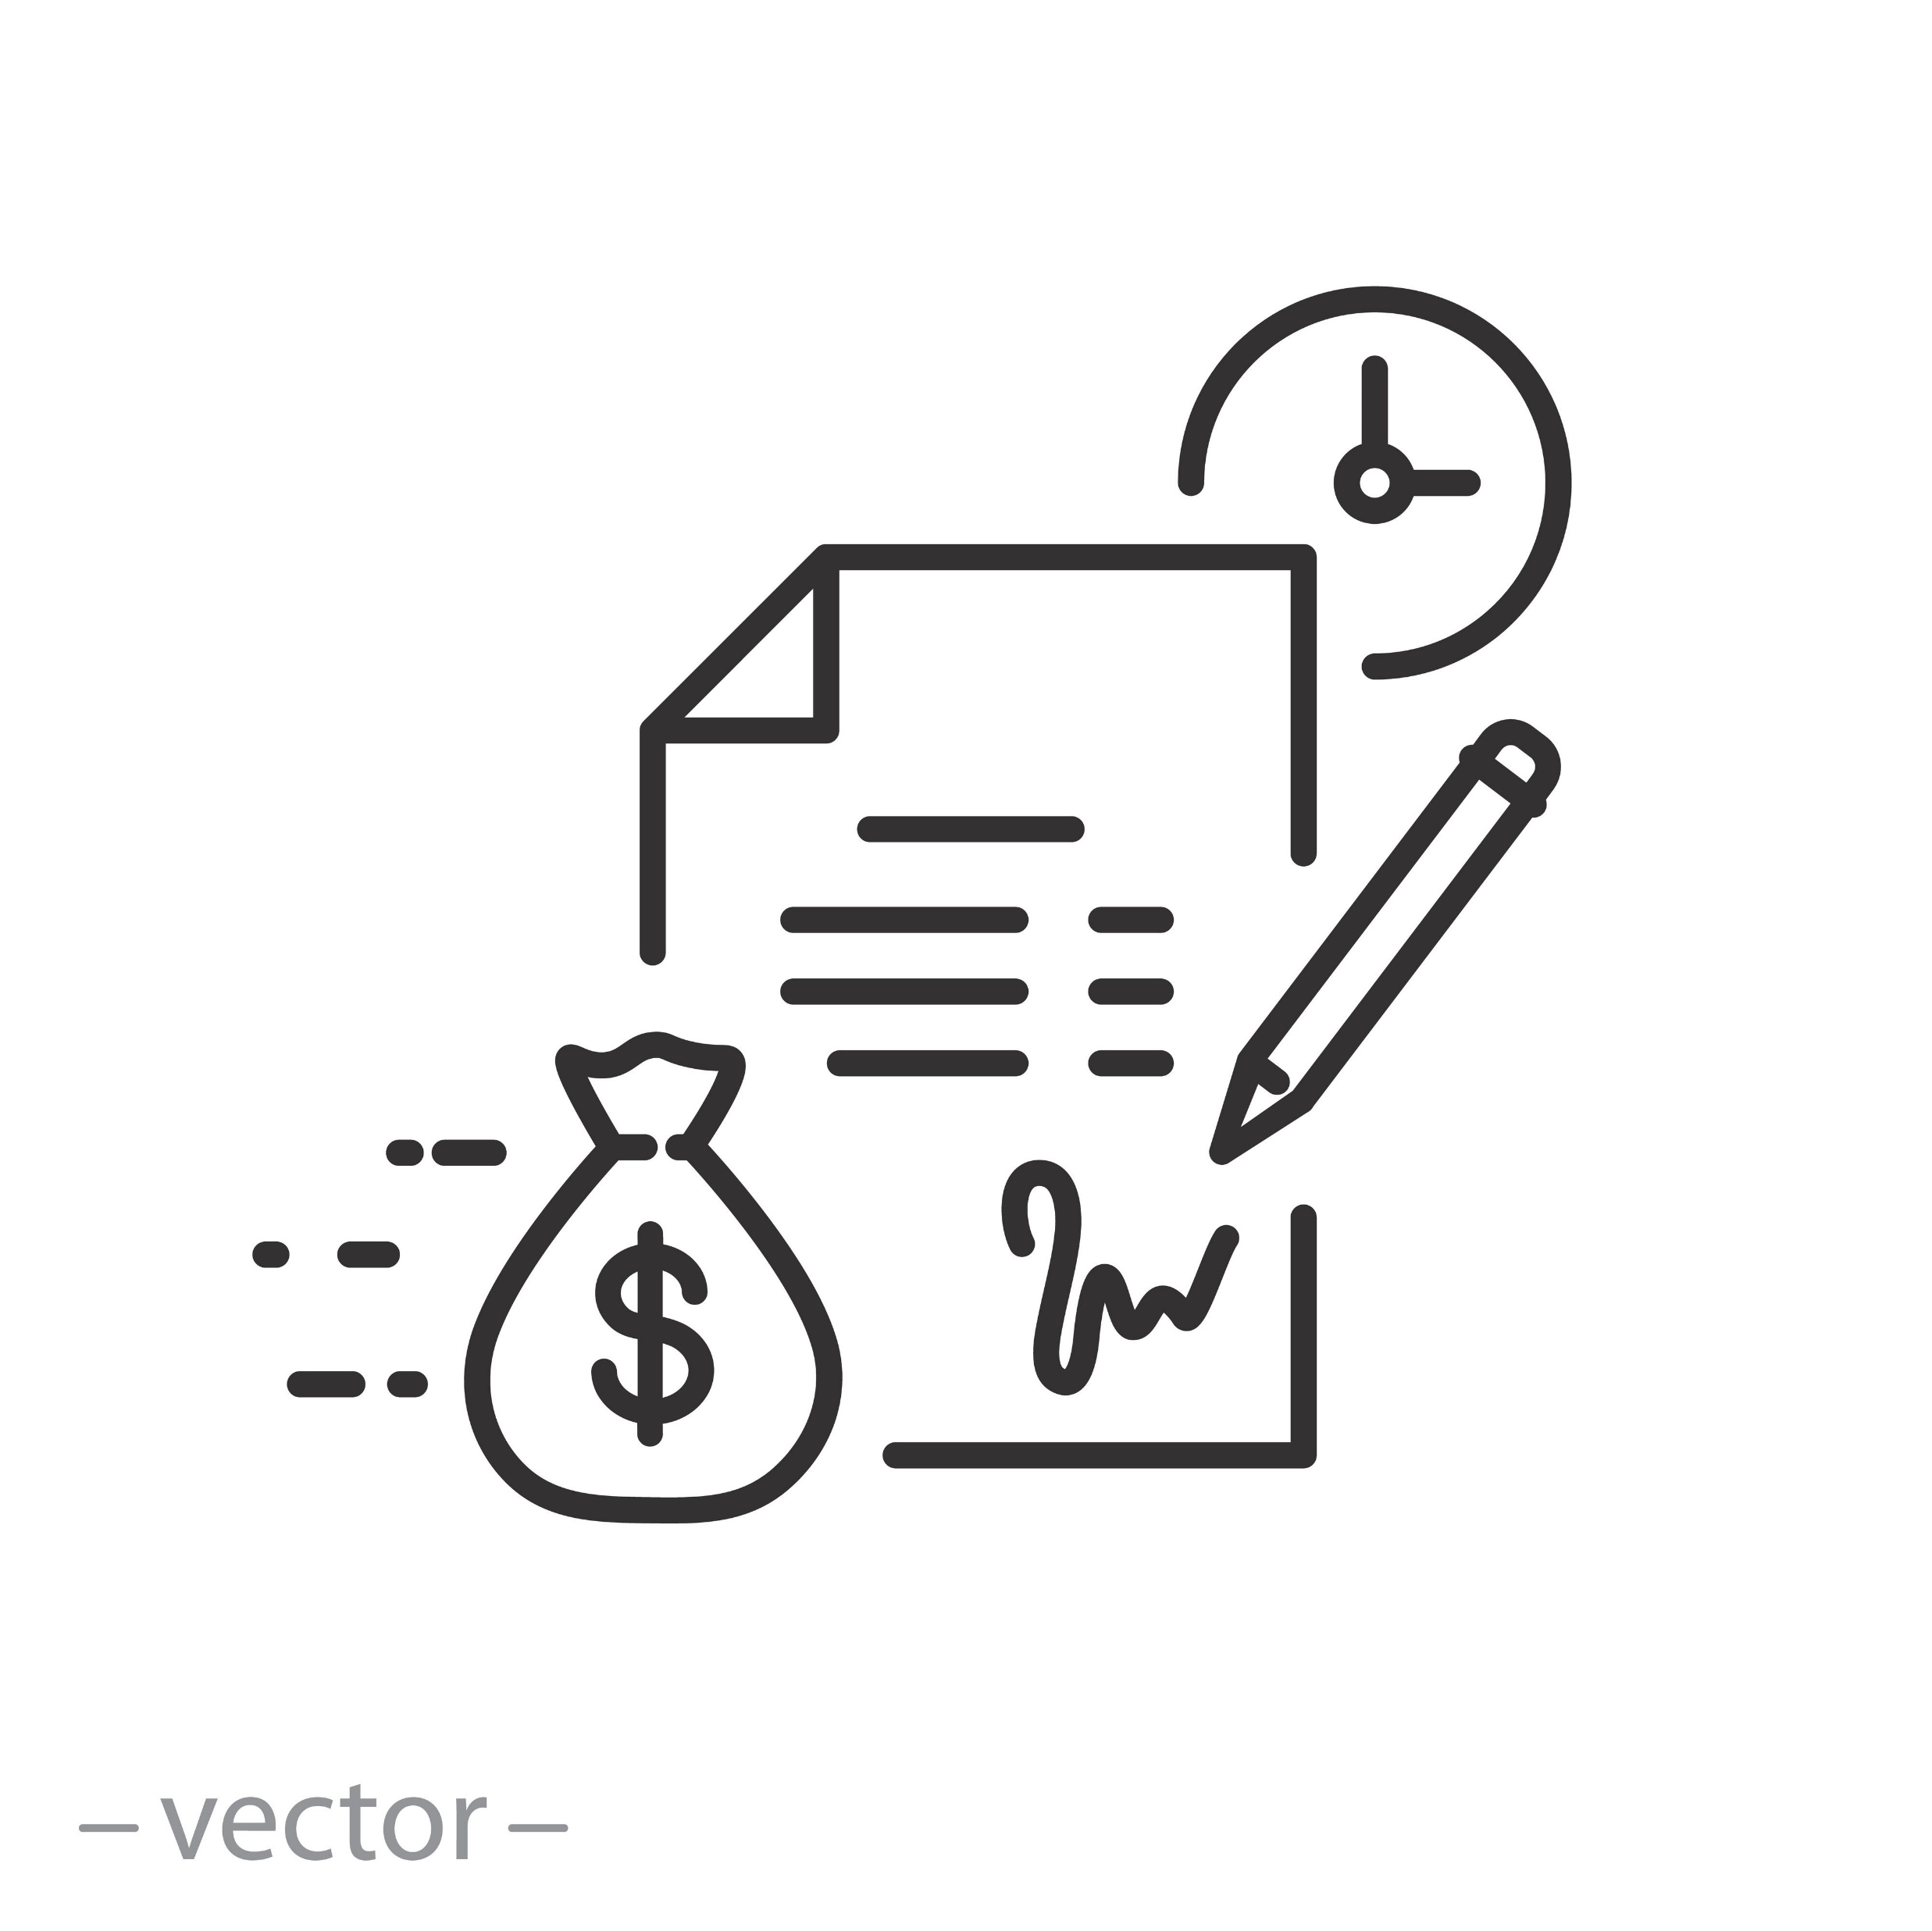 $
– vector –